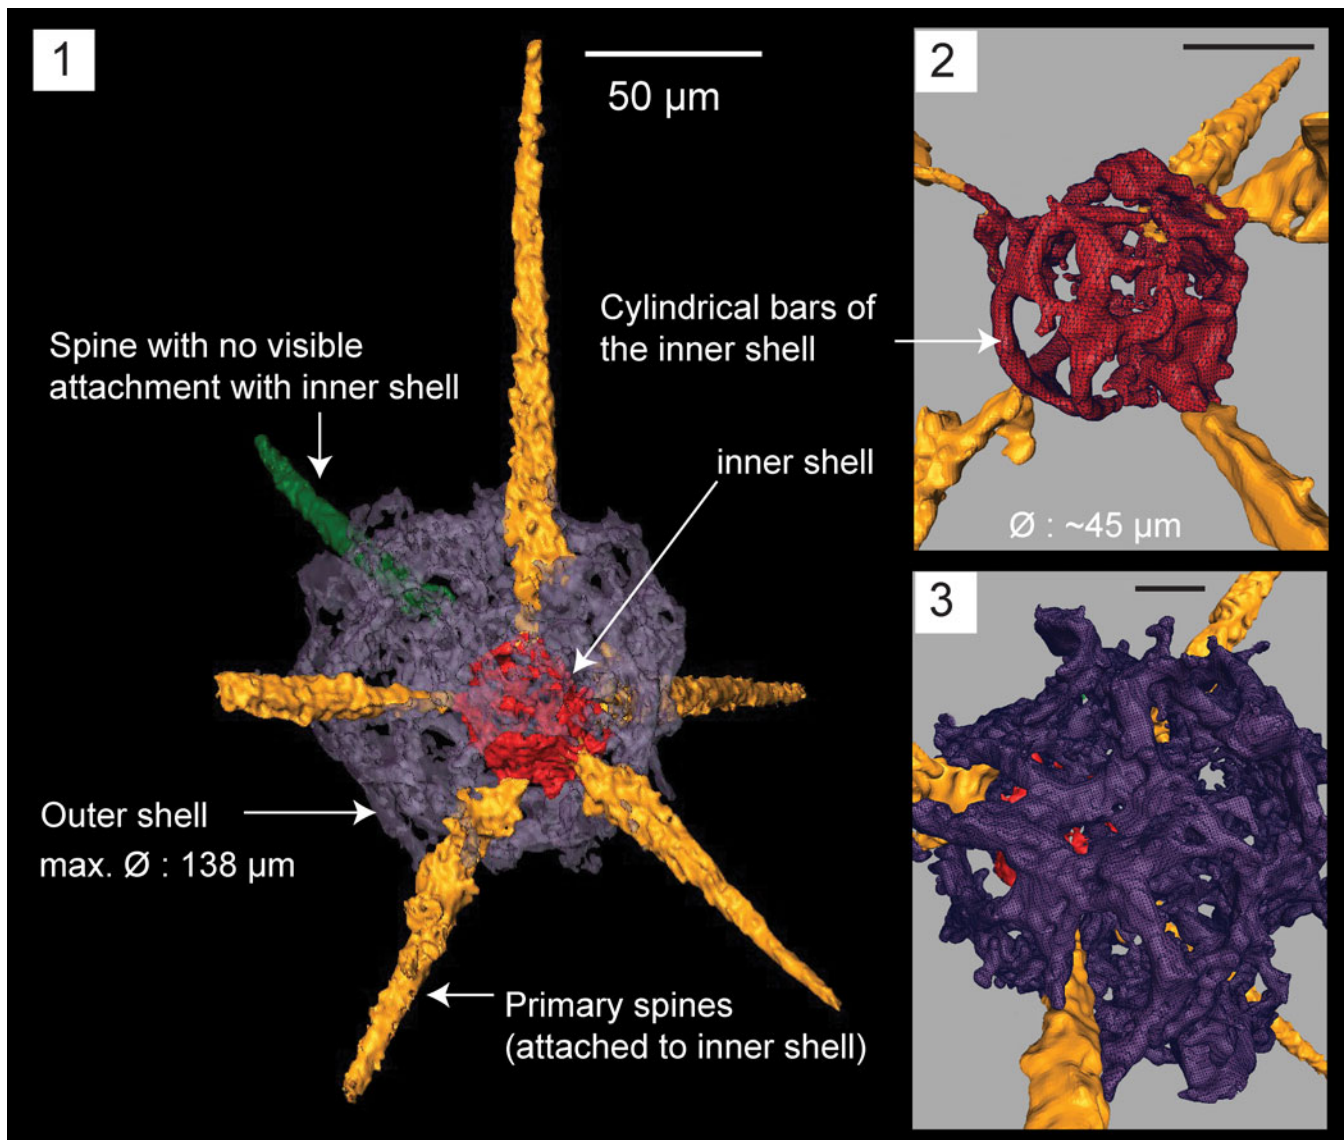 1
50 µm
Spine with no visible
attachment with inner shell
inner shell
Outer shell
max. Ø : 138 µm
Primary spines
(attached to inner shell)
2
Cylindrical bars of
the inner shell
Ø : ~45 µm
3